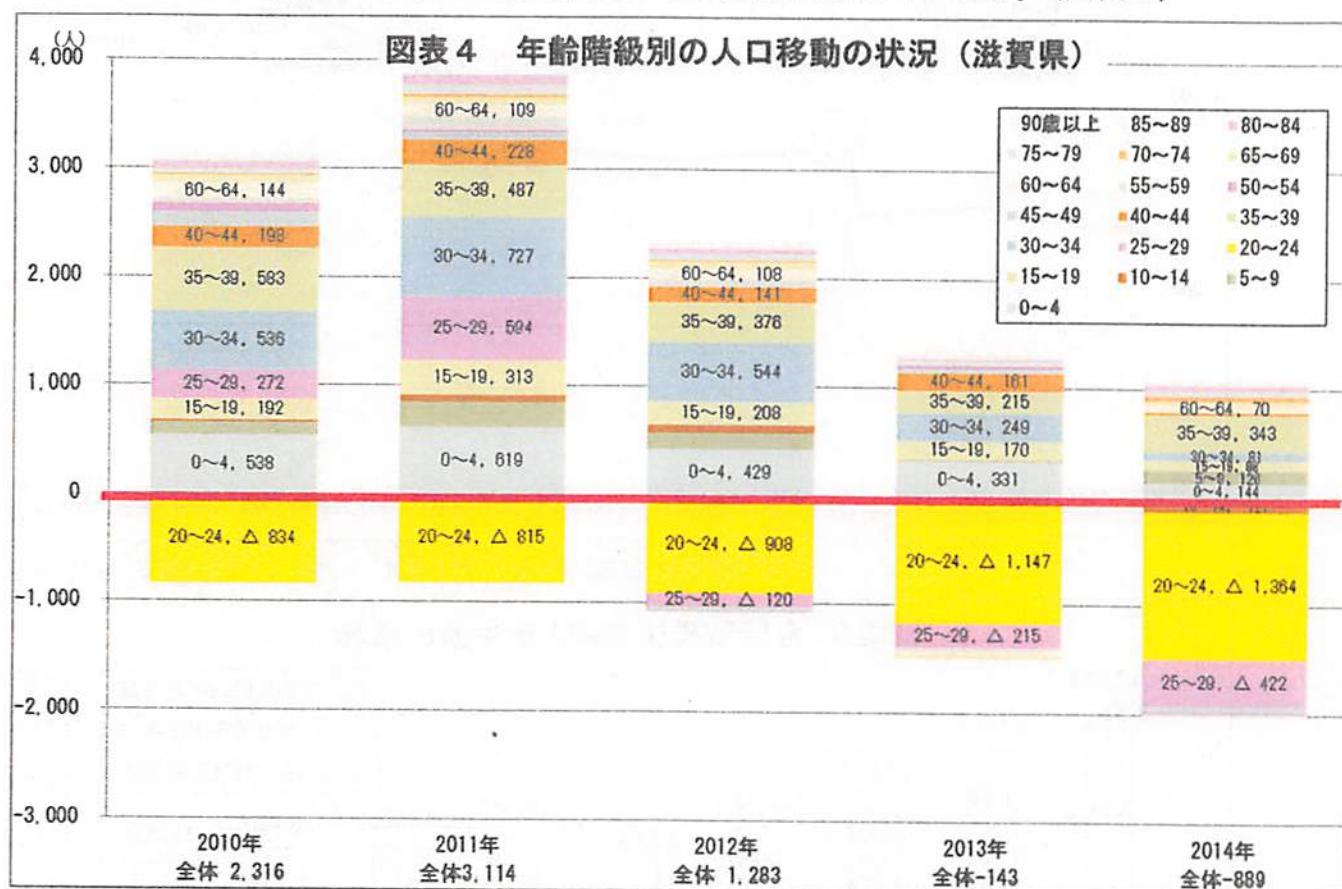 (人)
図表4 年齢階級別の人口移動の状況（滋賀県）
4,000
3,000
2,000
1,000
0
-1,000
-2,000
-3,000
90歳以上 85～89 80～84
75～79 70～74 65～69
60～64 55～59 50～54
45～49 40～44 35～39
30～34 25～29 20～24
15～19 10～14 5～9
0～4
60～64, 144
40～44, 198
35～39, 583
30～34, 536
25～29, 272
15～19, 192
0～4, 538
20～24, △ 834
60～64, 109
40～44, 228
35～39, 487
30～34, 727
25～29, 594
15～19, 313
0～4, 619
20～24, △ 815
60～64, 108
40～44, 141
35～39, 376
30～34, 544
15～19, 208
0～4, 429
20～24, △ 908
25～29, △ 120
40～44, 161
35～39, 215
30～34, 249
15～19, 170
0～4, 331
20～24, △ 1,147
25～29, △ 215
60～64, 70
35～39, 343
30～34, 81
15～19,
5～9,
0～4, 144
20～24, △ 1,364
25～29, △ 422
2010年
全体 2,316
2011年
全体3,114
2012年
全体 1,283
2013年
全体-143
2014年
全体-889